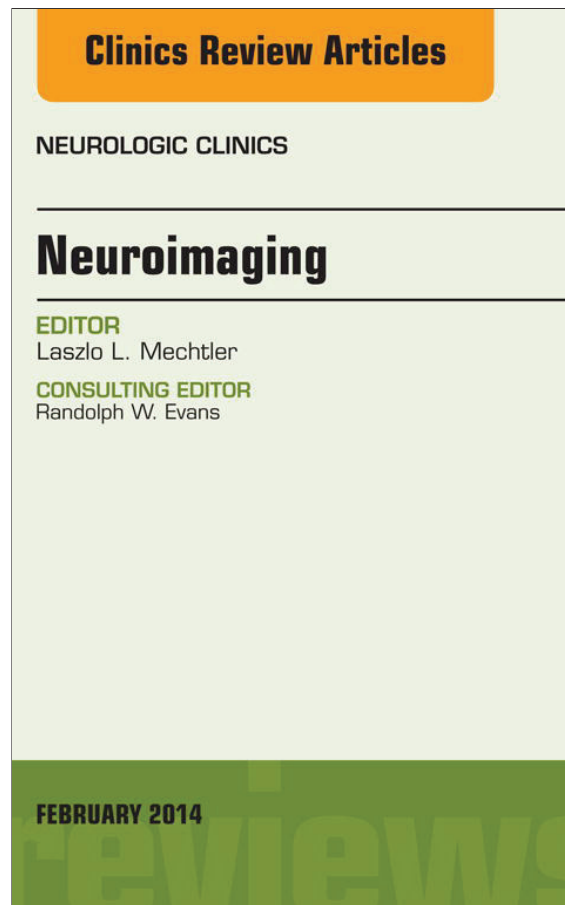 Clinics Review Articles
NEUROLOGIC CLINICS
Neuroimaging
EDITOR
Laszlo L. Mechtler
CONSULTING EDITOR
Randolph W. Evans
FEBRUARY 2014
reviews